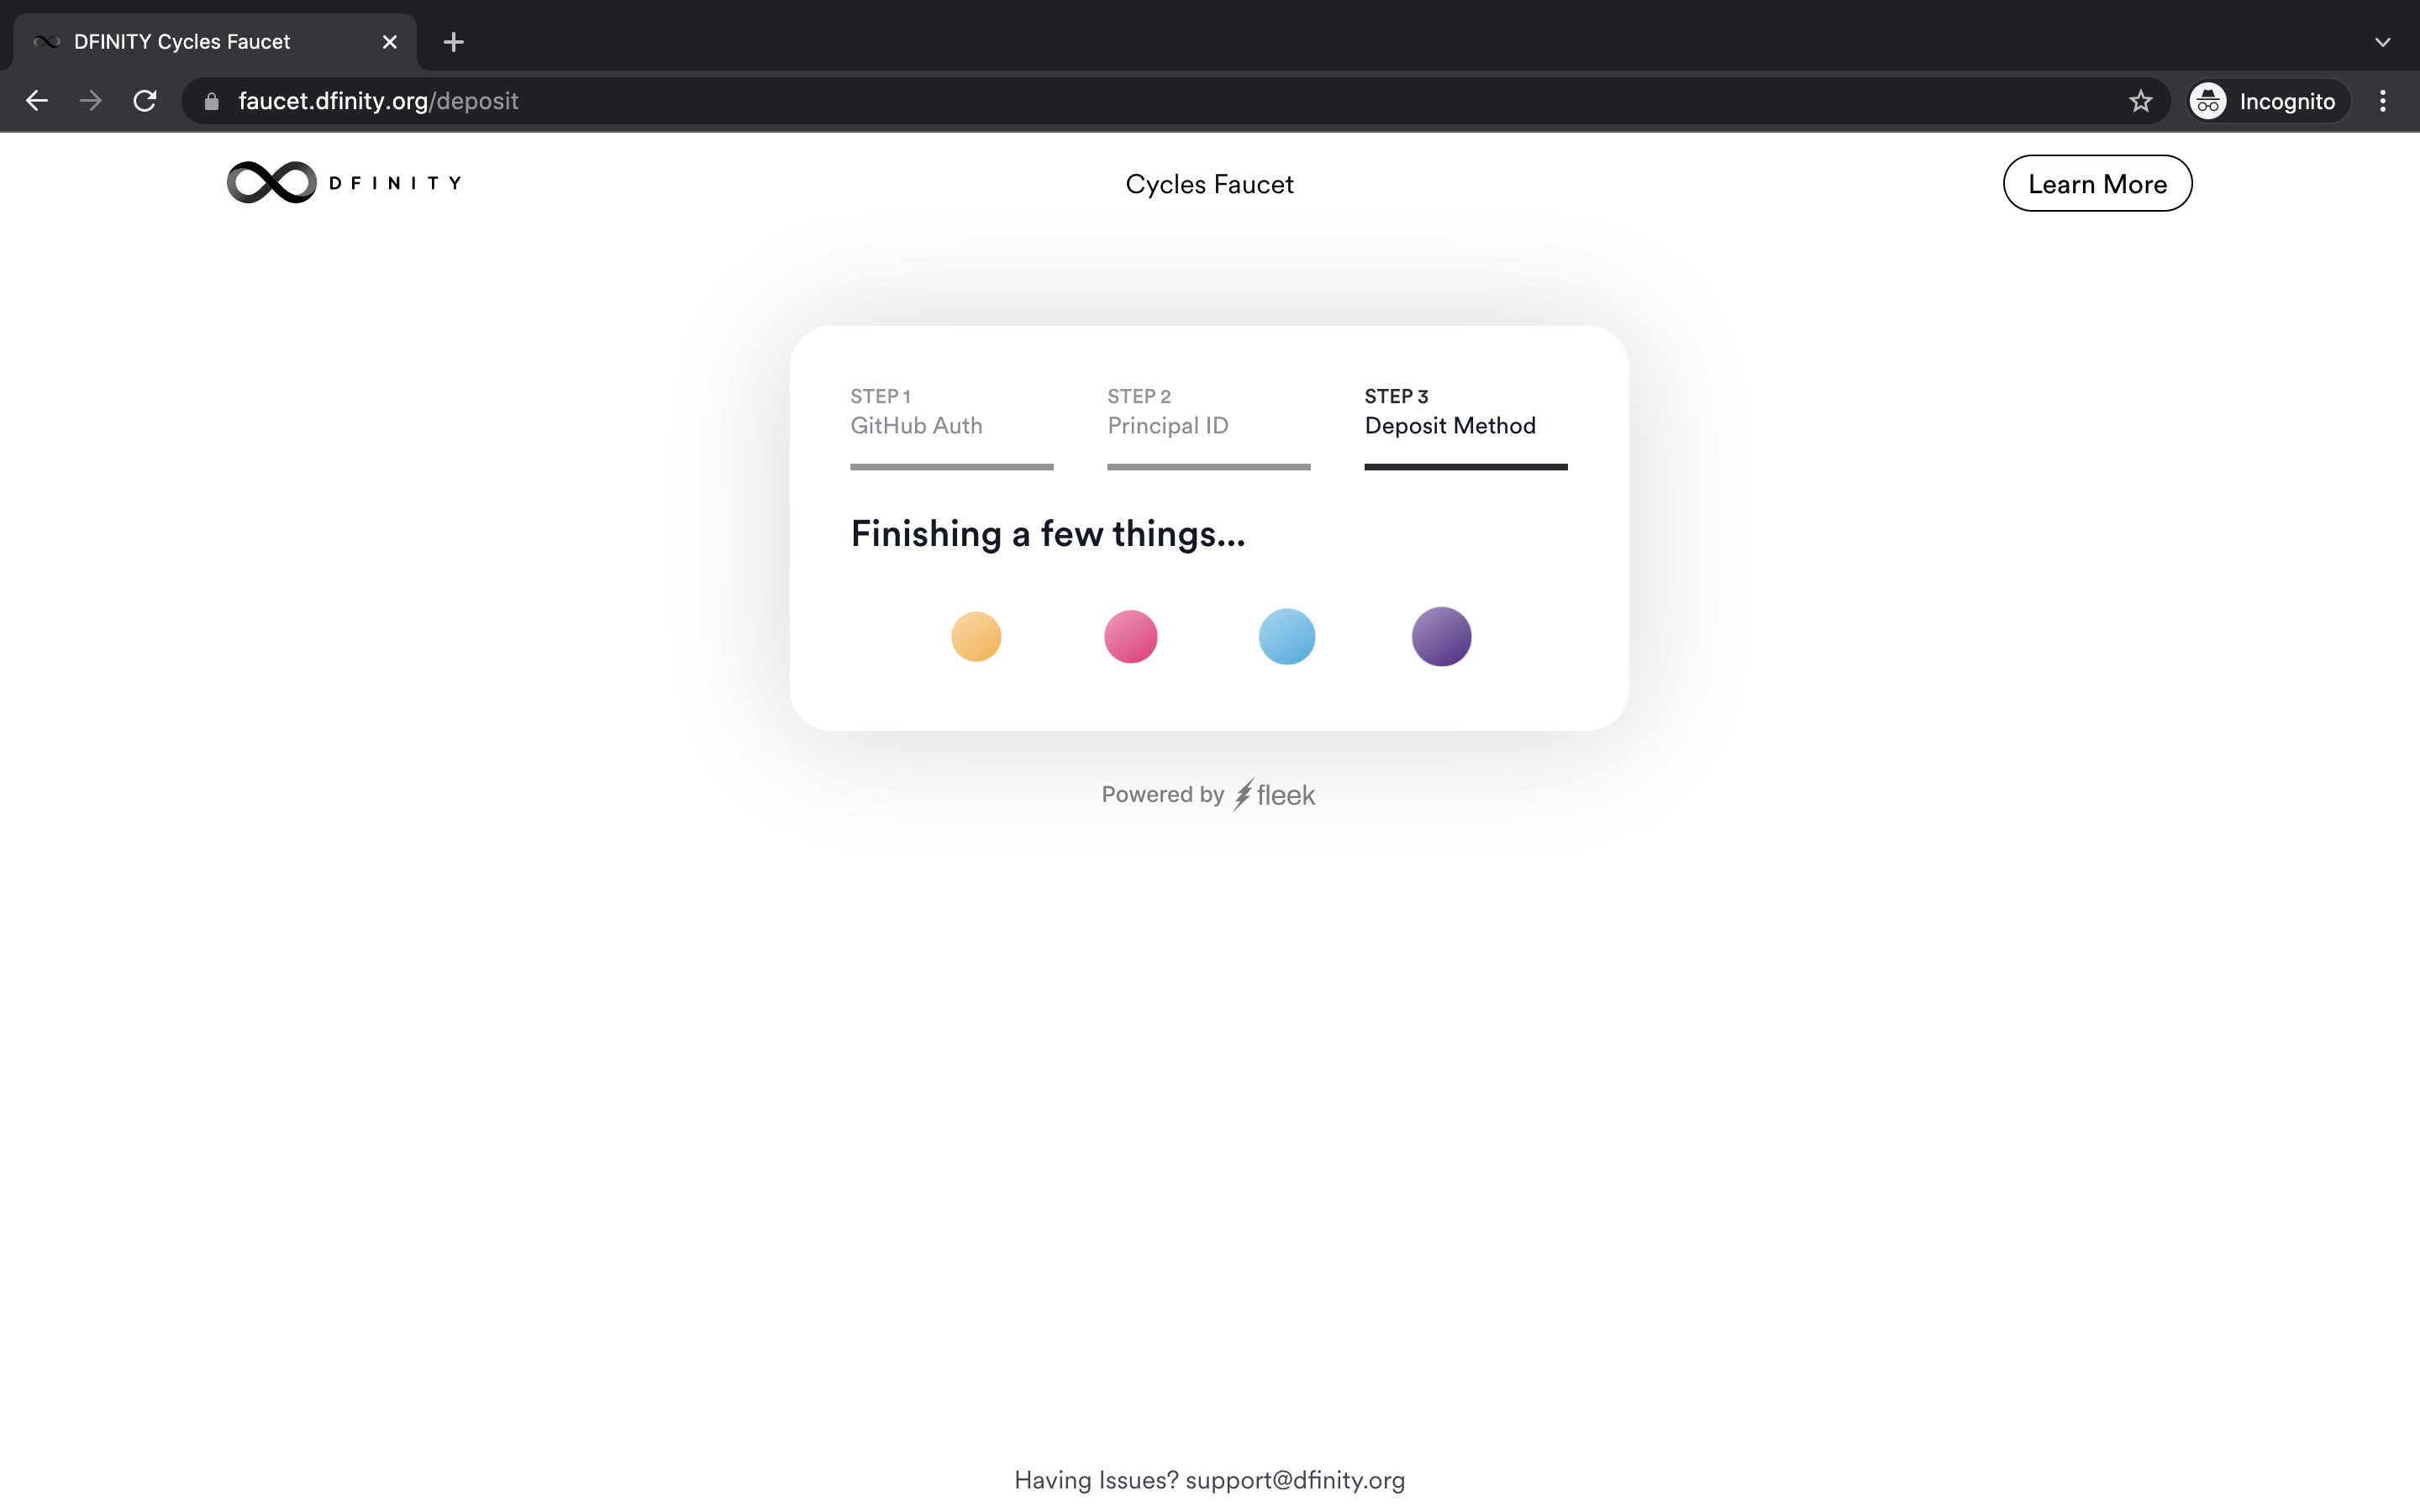 DFINITY Cycles Faucet
faucet.dfinity.org/deposit
Incognito
DFINITY
Cycles Faucet
Learn More
STEP 1
GitHub Auth
STEP 2
Principal ID
STEP 3
Deposit Method
Finishing a few things...
Powered by fleek
Having Issues? support@dfinity.org